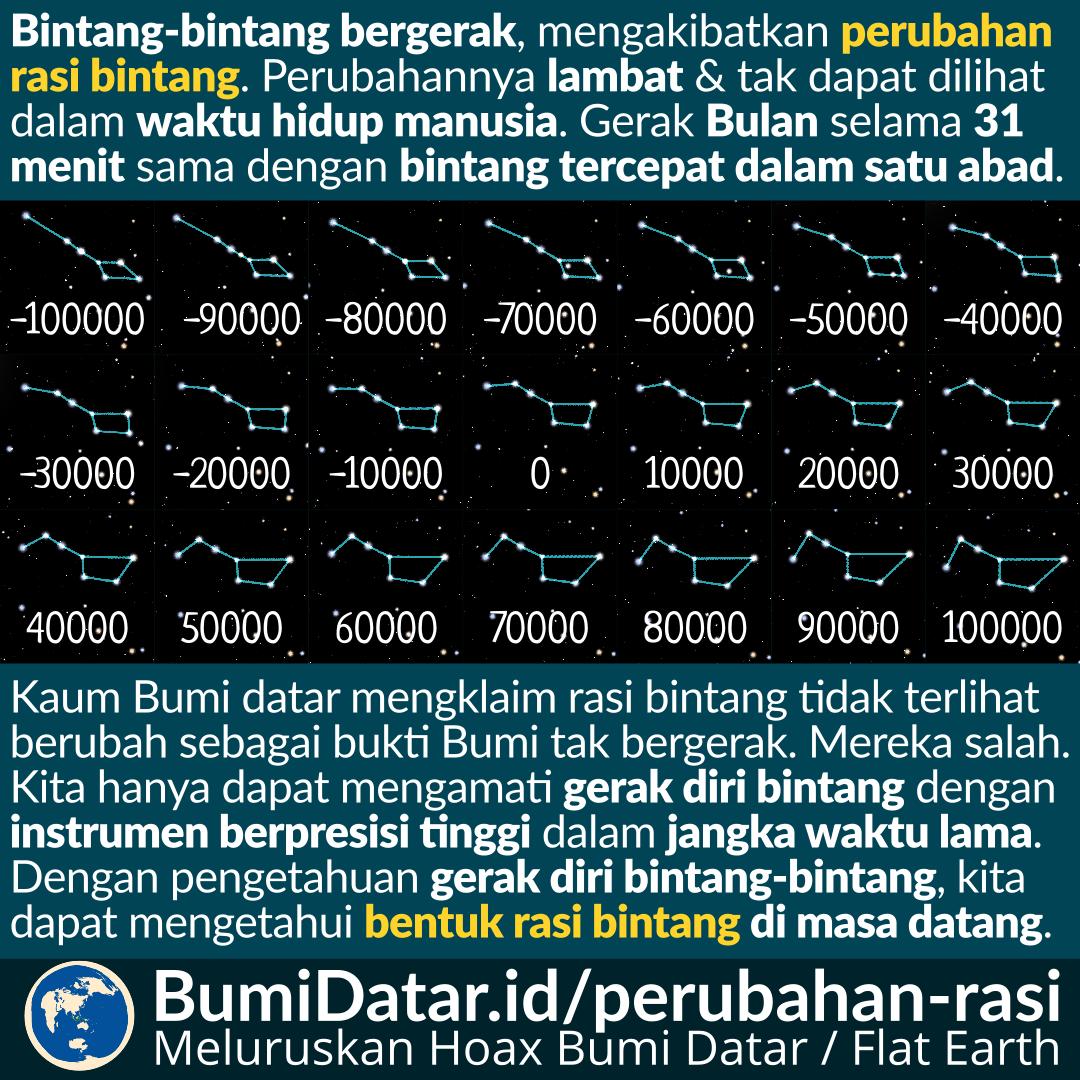 Bintang-bintang bergerak, mengakibatkan perubahan
rasi bintang. Perubahannya lambat & tak dapat dilihat
dalam waktu hidup manusia. Gerak Bulan selama 31
menit sama dengan bintang tercepat dalam satu abad.
-100000 -90000 -80000 -70000 -60000 -50000 -40000
-30000 -20000 -10000 0 10000 20000 30000
40000 50000 60000 70000 80000 90000 100000
Kaum Bumi datar mengklaim rasi bintang tidak terlihat
berubah sebagai bukti Bumi tak bergerak. Mereka salah.
Kita hanya dapat mengamati gerak diri bintang dengan
instrumen berpresisi tinggi dalam jangka waktu lama.
Dengan pengetahuan gerak diri bintang-bintang, kita
dapat mengetahui bentuk rasi bintang di masa datang.
BumiDatar.id/perubahan-rasi
Meluruskan Hoax Bumi Datar / Flat Earth